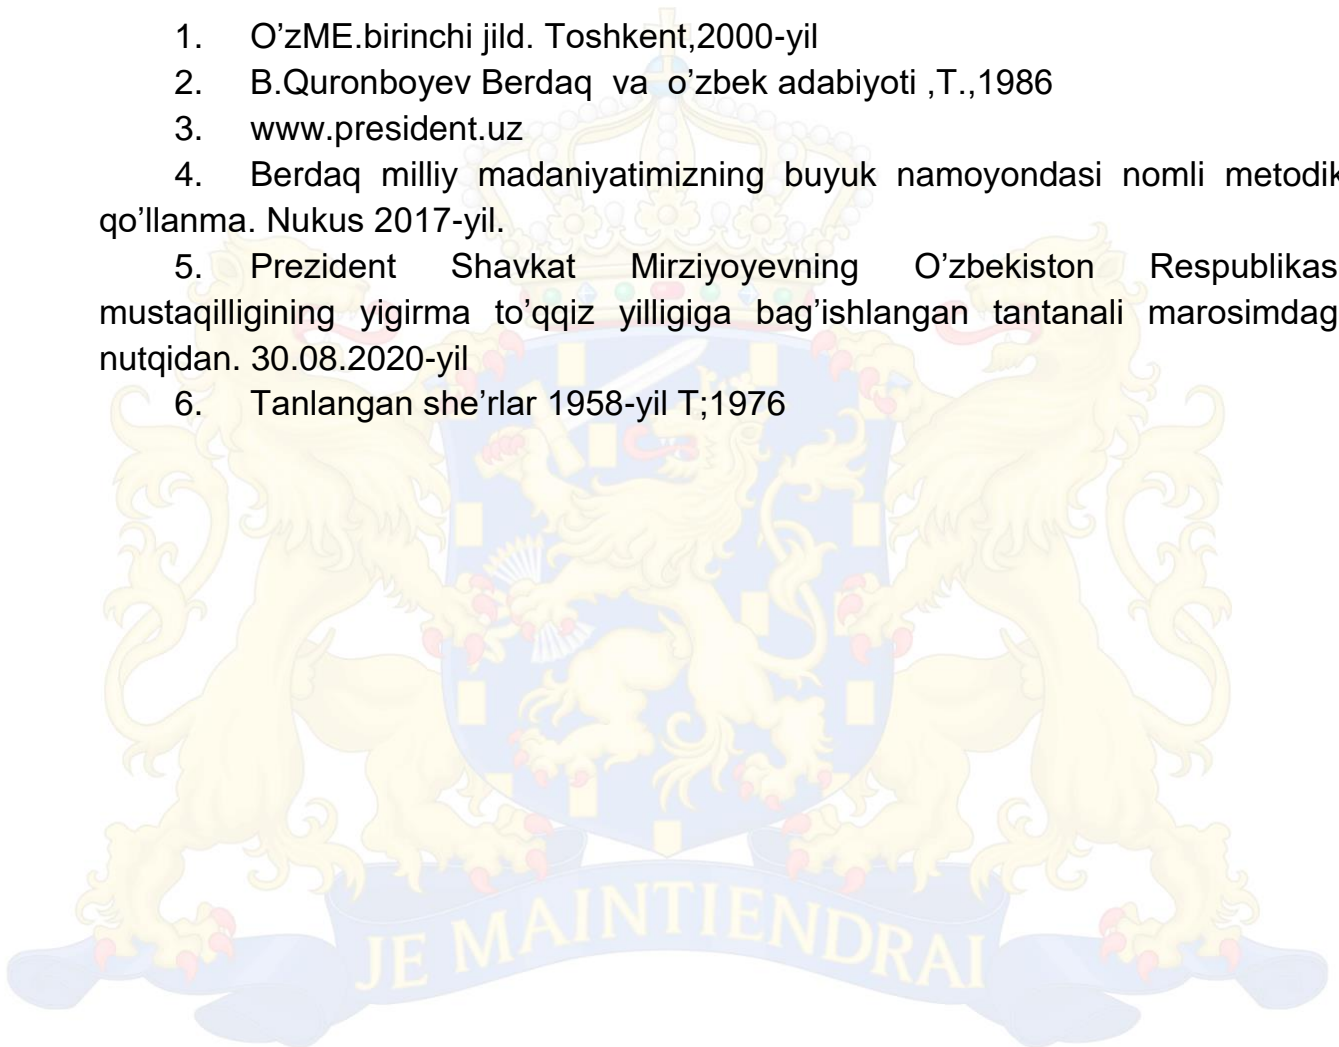 1. O’zME.birinchi jild. Toshkent,2000-yil
2. B.Quronboyev Berdaq va o’zbek adabiyoti ,T.,1986
3. www.president.uz
4. Berdaq milliy madaniyatimizning buyuk namoyondasi nomli metodik
qo’llanma. Nukus 2017-yil.
5. Prezident Shavkat Mirziyoyevning O’zbekiston Respublikas
mustaqilligining yigirma to’qqiz yilligiga bag’ishlangan tantanali marosimdag
nutqidan. 30.08.2020-yil
6. Tanlangan she’rlar 1958-yil T;1976
JE MAINTIENDRAI